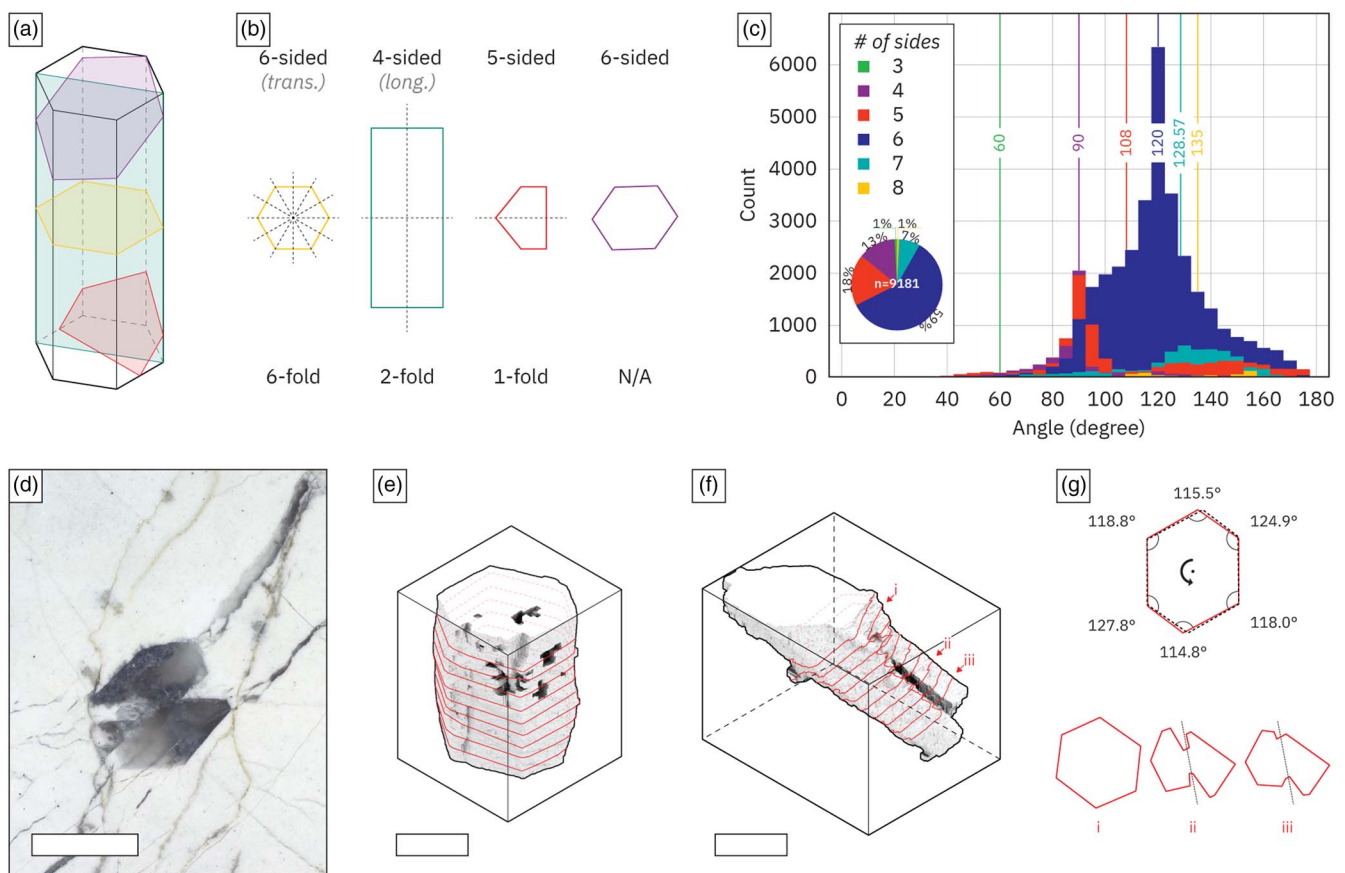 (a)
(b)
6-sided 4-sided 5-sided 6-sided
(trans.) (long.)
6-fold 2-fold 1-fold N/A
(c)
# of sides
3
4
5
6
7
8
1% 1%
13% 7%
18%
n=9181
59%
60
90
108
120
128.57
135
Count
6000
5000
4000
3000
2000
1000
0
0 20 40 60 80 100 120 140 160 180
Angle (degree)
(d)
(e)
(f)
i
ii
iii
(g)
115.5°
118.8° 124.9°
127.8° 118.0°
114.8°
i ii iii